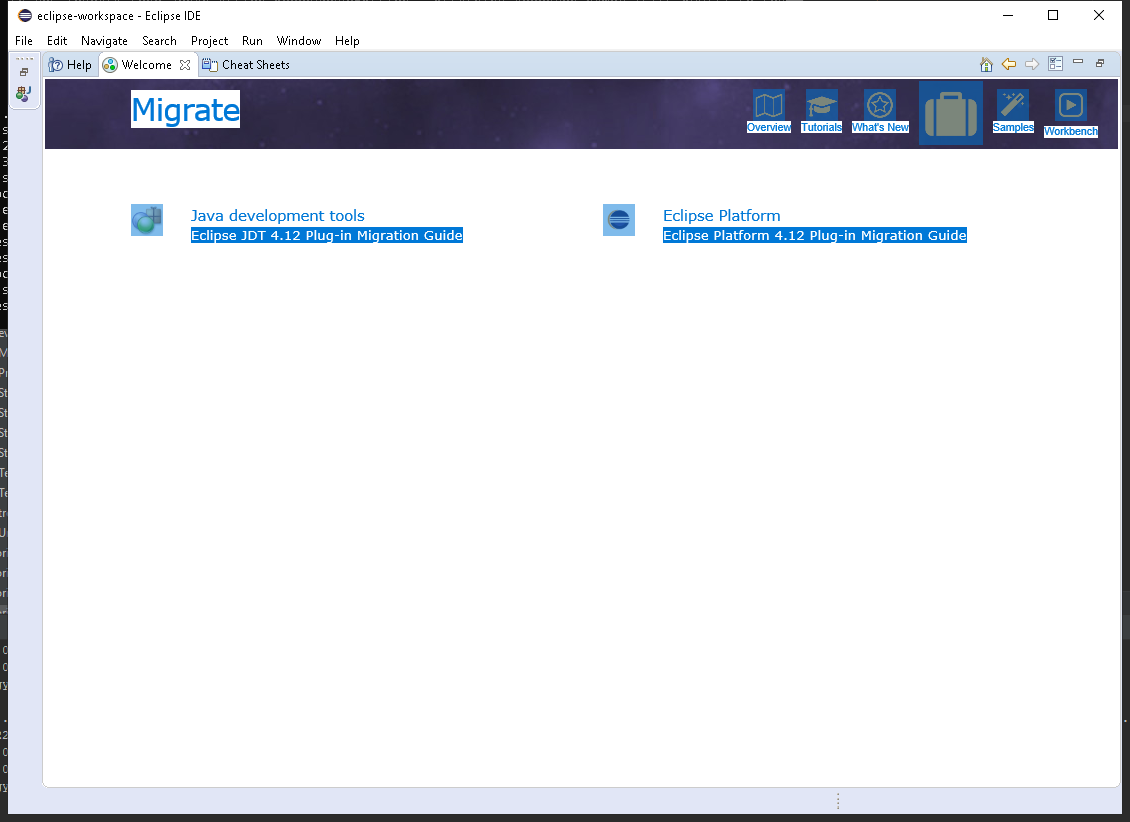 eclipse-workspace - Eclipse IDE
File Edit Navigate Search Project Run Window Help
Help Welcome Cheat Sheets
Migrate
Overview Tutorials What's New Samples Workbench
Java development tools
Eclipse JDT 4.12 Plug-in Migration Guide
Eclipse Platform
Eclipse Platform 4.12 Plug-in Migration Guide